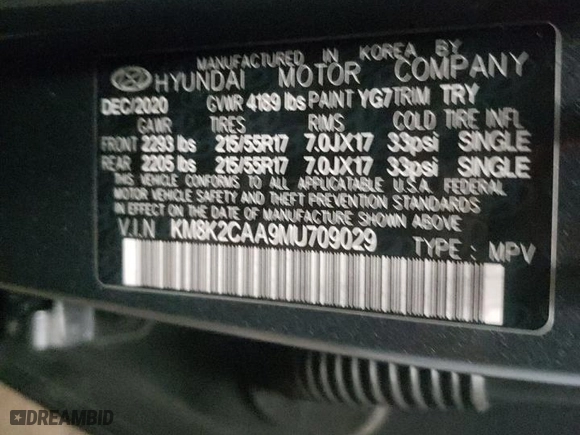 MANUFACTURED IN KOREA BY
HYUNDAI MOTOR COMPANY
DEC/2020 GVWR 4189 lbs PAINT YG7 TRIM TRY
GAWR TIRES RIMS COLD TIRE INFL
FRONT 2293 lbs 215/55R17 7.0JX17 33psi SINGLE
REAR 2205 lbs 215/55R17 7.0JX17 33psi SINGLE
THIS VEHICLE CONFORMS TO ALL APPLICATABLE U.S.A. FEDERAL
MOTOR VEHICLE SAFETY AND THEFT PREVENTION STANDARDS
IN EFFECT ON THE DATE OF MANUFACTURE SHOWN ABOVE
V.I.N KM8K2CAA9MU709029 TYPE : MPV
DREAMBID